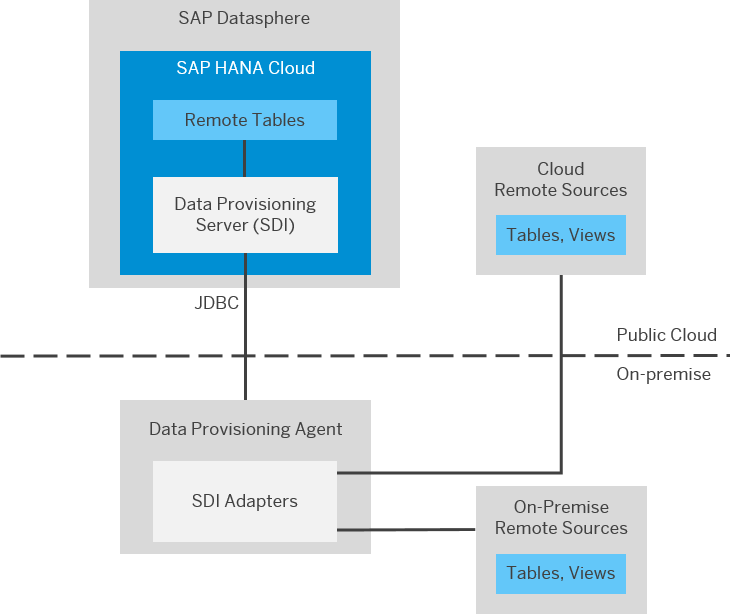 SAP Datasphere
SAP HANA Cloud
Remote Tables
Data Provisioning
Server (SDI)
JDBC
Cloud
Remote Sources
Tables, Views
Public Cloud
On-premise
Data Provisioning Agent
SDI Adapters
On-Premise
Remote Sources
Tables, Views